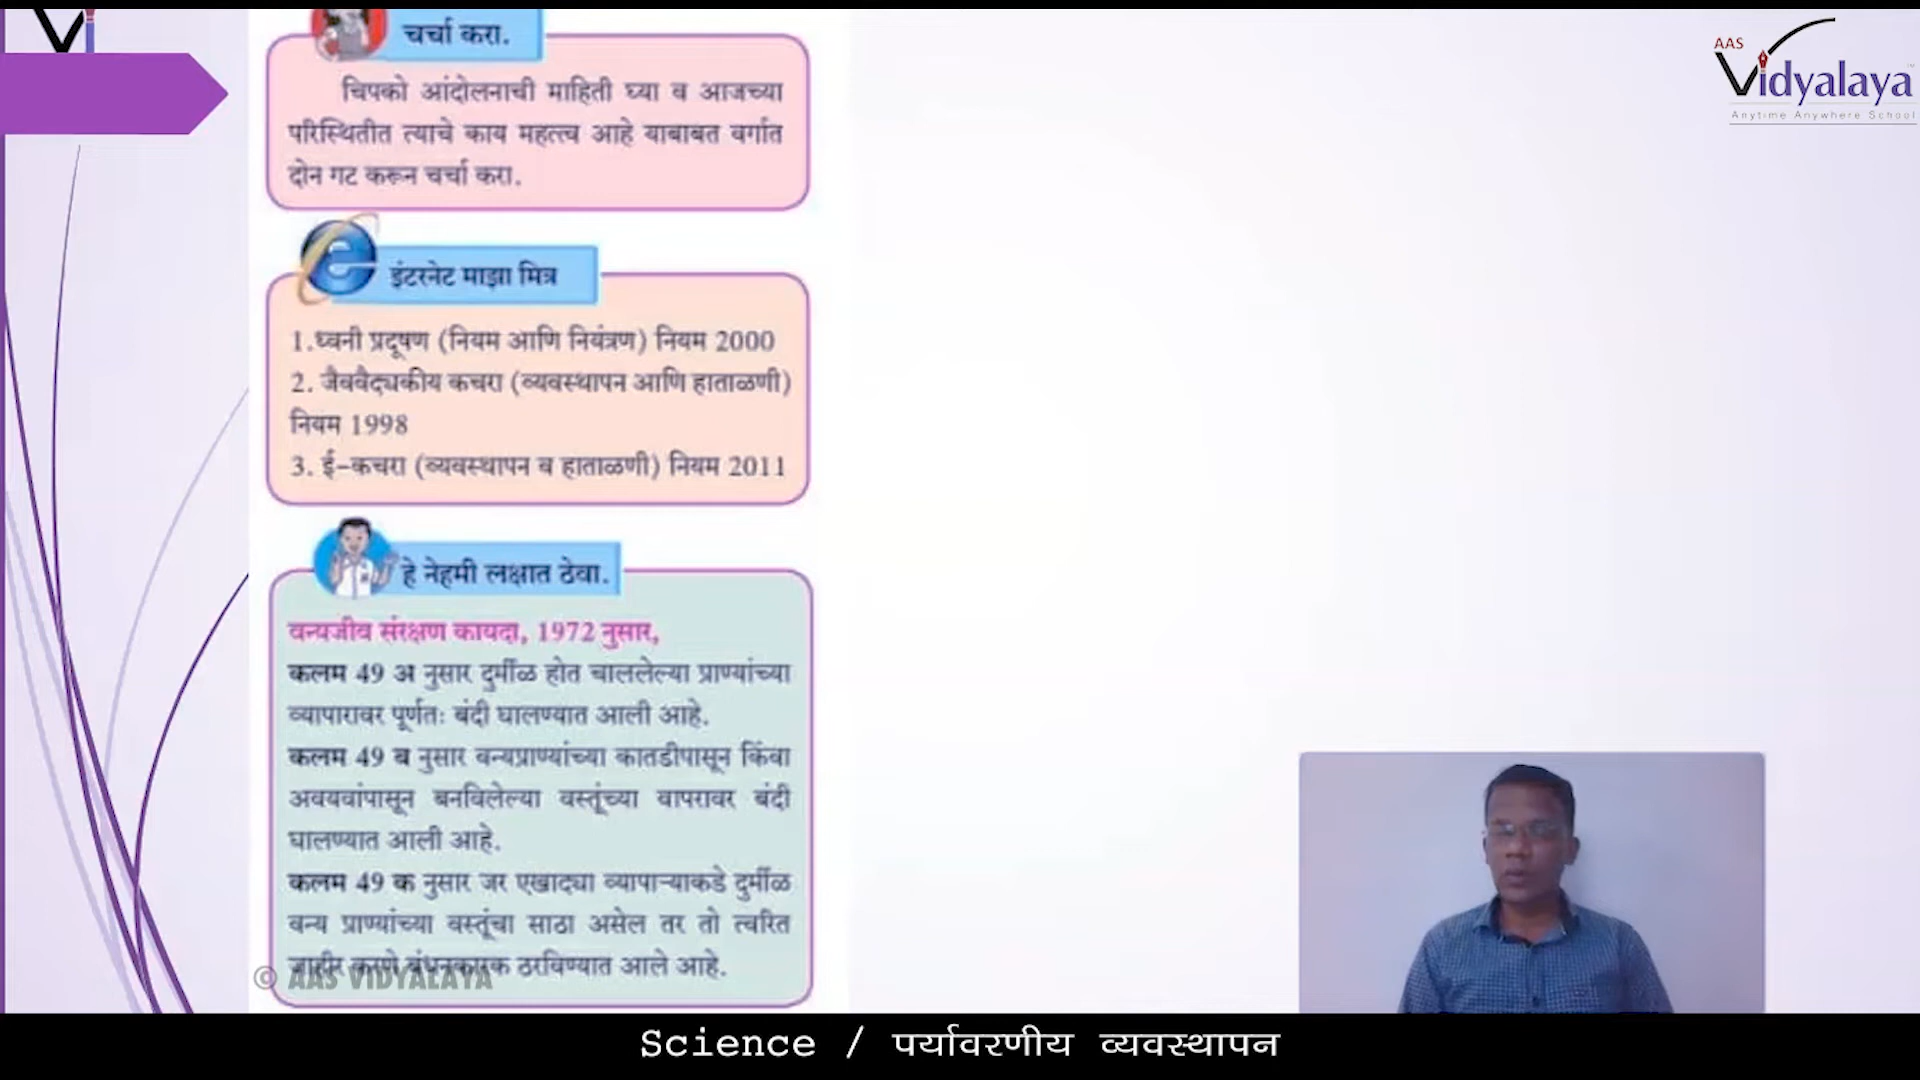 चर्चा करा.
चिपको आंदोलनाची माहिती घ्या व आजच्या
परिस्थितीत त्याचे काय महत्त्व आहे याबाबत वर्गात
दोन गट करून चर्चा करा.
इंटरनेट माझा मित्र
1.ध्वनी प्रदूषण (नियम आणि नियंत्रण) नियम 2000
2. जैववैद्यकीय कचरा (व्यवस्थापन आणि हाताळणी)
नियम 1998
3. ई-कचरा (व्यवस्थापन व हाताळणी) नियम 2011
हे नेहमी लक्षात ठेवा.
वन्यजीव संरक्षण कायदा, 1972 नुसार,
कलम 49 अ नुसार दुर्मीळ होत चाललेल्या प्राण्यांच्या
व्यापारावर पूर्णतः बंदी घालण्यात आली आहे.
कलम 49 ब नुसार वन्यप्राण्यांच्या कातडीपासून किंवा
अवयवांपासून बनविलेल्या वस्तूंच्या वापरावर बंदी
घालण्यात आली आहे.
कलम 49 क नुसार जर एखाद्या व्यापाऱ्याकडे दुर्मीळ
वन्य प्राण्यांच्या वस्तूंचा साठा असेल तर तो त्वरित
जाहीर करणे बंधनकारक ठरविण्यात आले आहे.
© AAS VIDYALAYA
AAS
Vidyalaya
Anytime Anywhere School
Science / पर्यावरणीय व्यवस्थापन